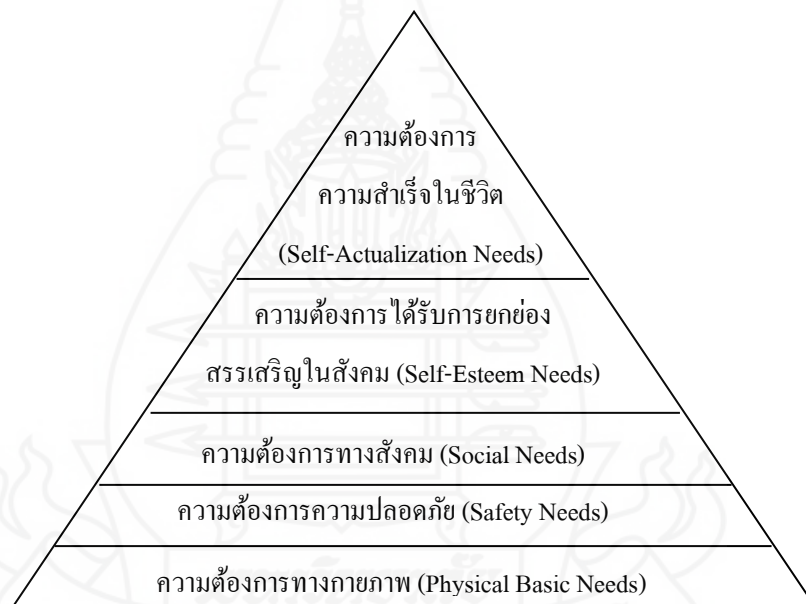 ความต้องการ
ความสำเร็จในชีวิต
(Self-Actualization Needs)
ความต้องการได้รับการยกย่อง
สรรเสริญในสังคม (Self-Esteem Needs)
ความต้องการทางสังคม (Social Needs)
ความต้องการความปลอดภัย (Safety Needs)
ความต้องการทางกายภาพ (Physical Basic Needs)